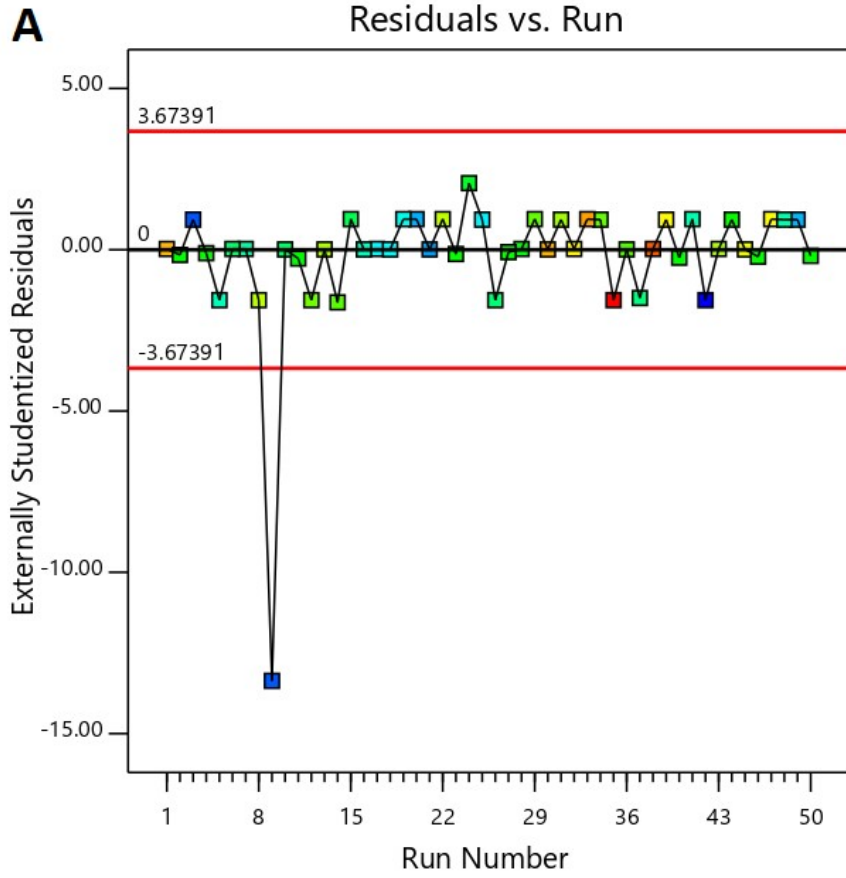 A
Residuals vs. Run
Externally Studentized Residuals
5.00
3.67391
0
0.00
-3.67391
-5.00
-10.00
-15.00
1 8 15 22 29 36 43 50
Run Number